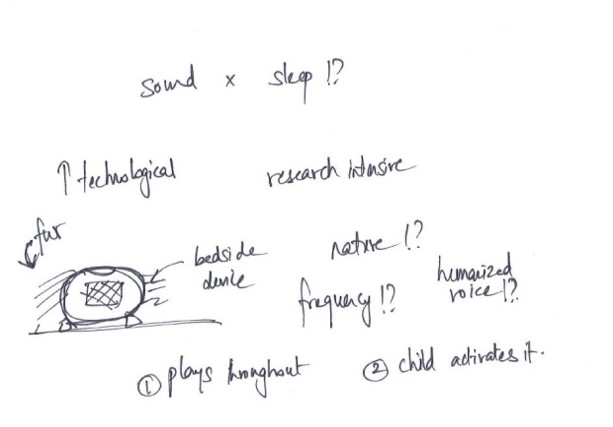 sound x sleep !?
↑ technological
research intensive
fur
bedside
device
nature !?
frequency !?
humanized
voice !?
① plays throughout
② child activates it.